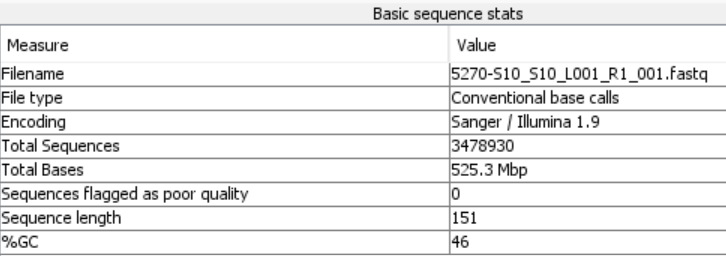 Basic sequence stats
Measure Value
Filename 5270-S10_S10_L001_R1_001.fastq
File type Conventional base calls
Encoding Sanger / Illumina 1.9
Total Sequences 3478930
Total Bases 525.3 Mbp
Sequences flagged as poor quality 0
Sequence length 151
%GC 46